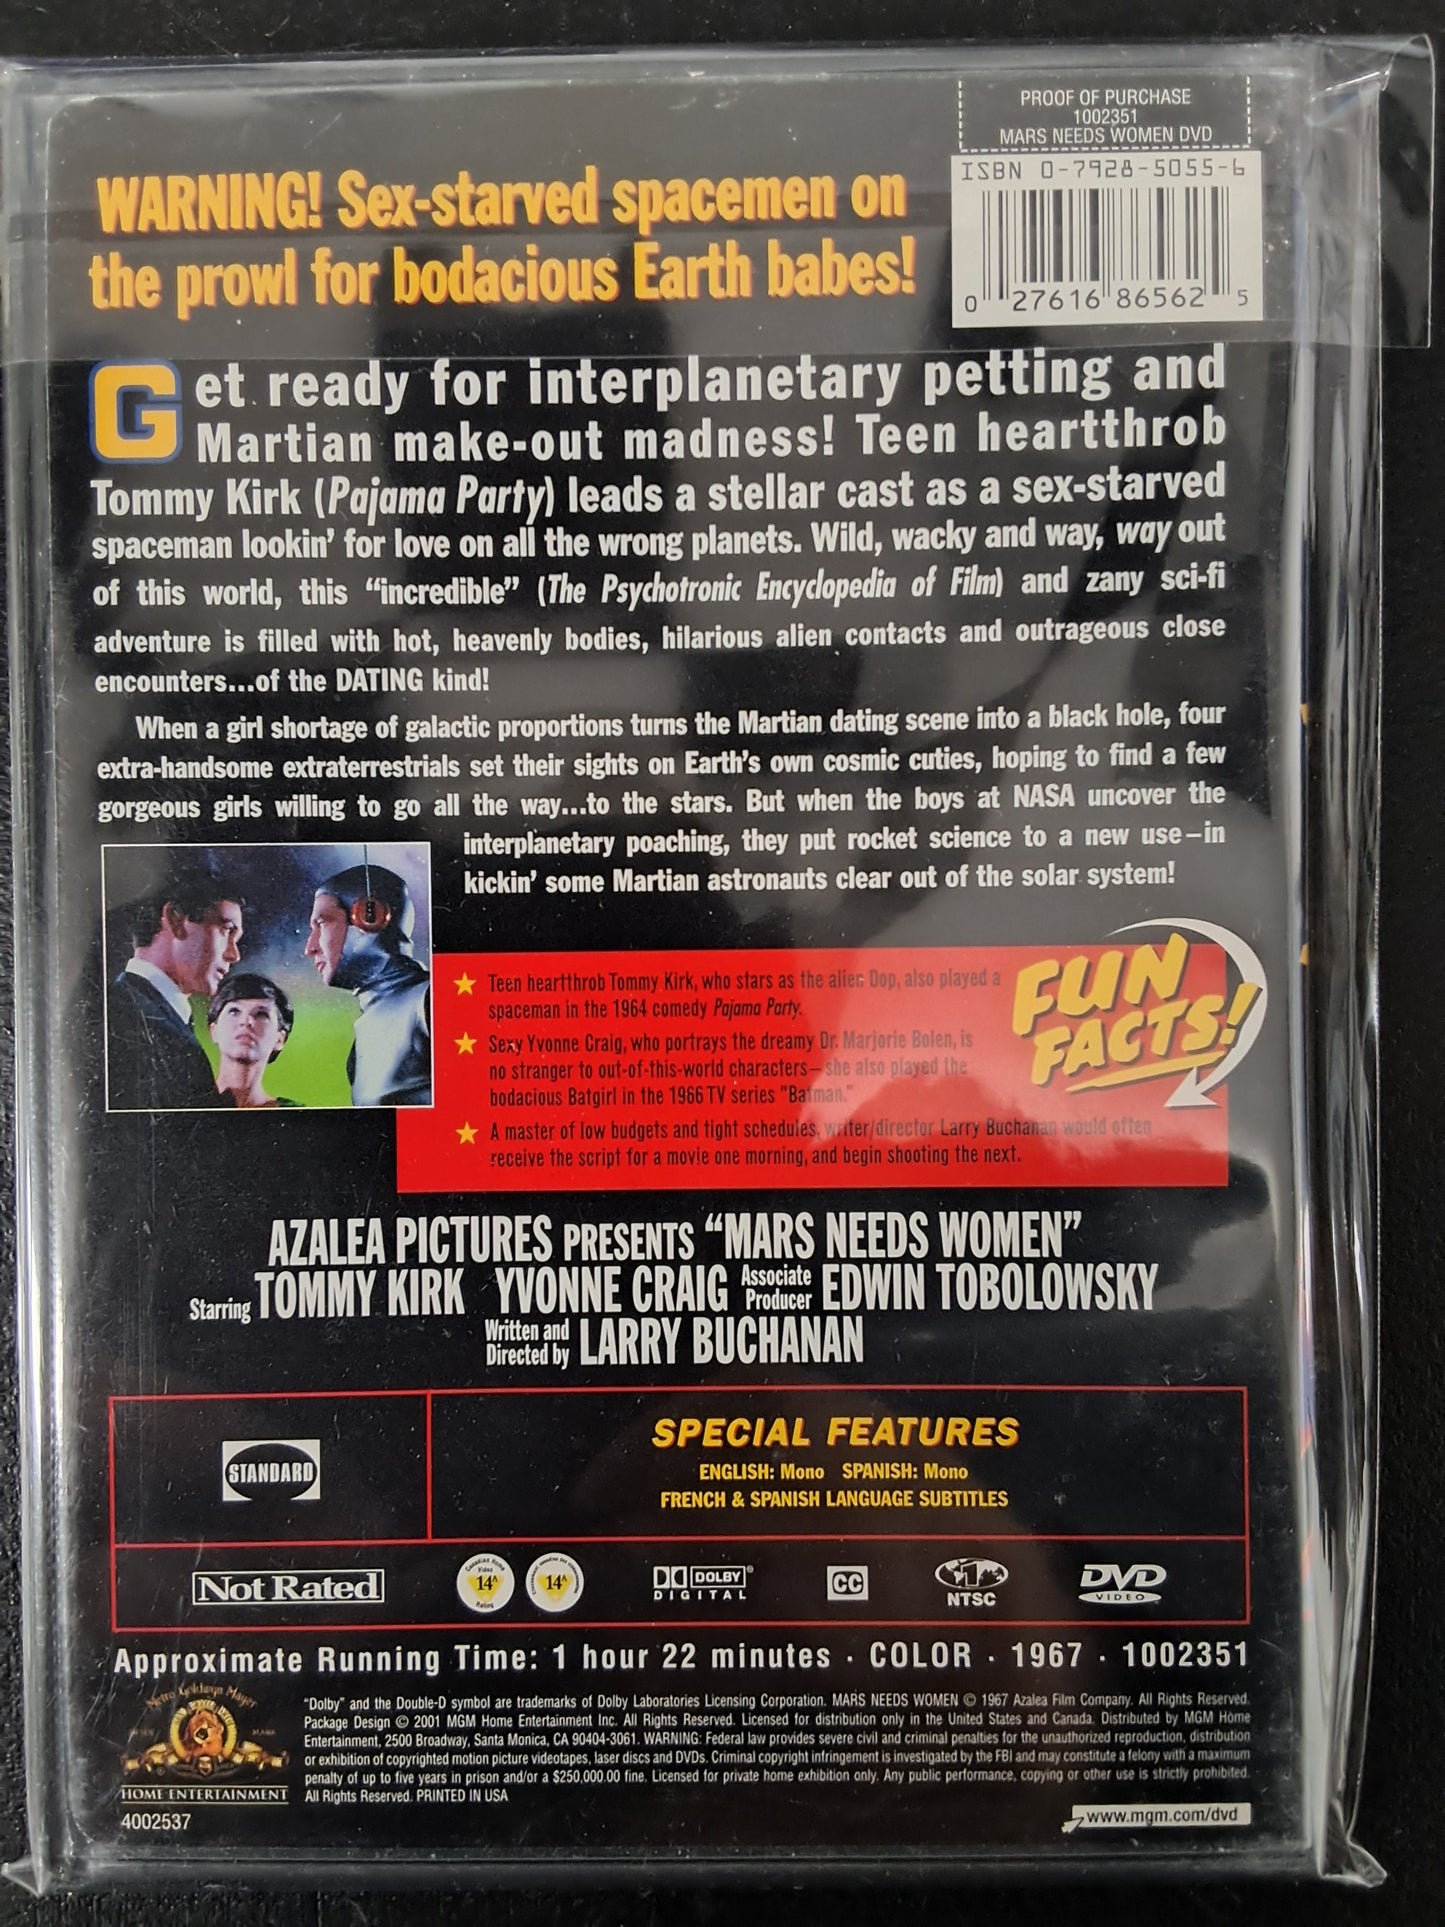 PROOF OF PURCHASE
1002351
MARS NEEDS WOMEN DVD
ISBN 0-7928-5055-6
0 27616 86562 5
WARNING! Sex-starved spacemen on
the prowl for bodacious Earth babes!
Get ready for interplanetary petting and
Martian make-out madness! Teen heartthrob
Tommy Kirk (Pajama Party) leads a stellar cast as a sex-starved
spaceman lookin' for love on all the wrong planets. Wild, wacky and way, way out
of this world, this "incredible" (The Psychotronic Encyclopedia of Film) and zany sci-fi
adventure is filled with hot, heavenly bodies, hilarious alien contacts and outrageous close
encounters...of the DATING kind!
When a girl shortage of galactic proportions turns the Martian dating scene into a black hole, four
extra-handsome extraterrestrials set their sights on Earth's own cosmic cuties, hoping to find a few
gorgeous girls willing to go all the way...to the stars. But when the boys at NASA uncover the
interplanetary poaching, they put rocket science to a new use–in
kickin' some Martian astronauts clear out of the solar system!
FUN
FACTS!
Teen heartthrob Tommy Kirk, who stars as the alien Dop, also played a
spaceman in the 1964 comedy Pajama Party.
Sexy Yvonne Craig, who portrays the dreamy Dr. Marjorie Bolen, is
no stranger to out-of-this-world characters–she also played the
bodacious Batgirl in the 1966 TV series "Batman."
A master of low budgets and tight schedules, writer/director Larry Buchanan would often
receive the script for a movie one morning, and begin shooting the next.
AZALEA PICTURES PRESENTS "MARS NEEDS WOMEN"
Starring TOMMY KIRK YVONNE CRAIG Associate Producer EDWIN TOBOLOWSKY
Written and Directed by LARRY BUCHANAN
STANDARD
SPECIAL FEATURES
ENGLISH: Mono SPANISH: Mono
FRENCH & SPANISH LANGUAGE SUBTITLES
Not Rated
Canadian Home Video 14A Rating
14A
DOLBY DIGITAL
CC
1 NTSC
DVD VIDEO
Approximate Running Time: 1 hour 22 minutes · COLOR · 1967 · 1002351
Metro Goldwyn Mayer
HOME ENTERTAINMENT
"Dolby" and the Double-D symbol are trademarks of Dolby Laboratories Licensing Corporation. MARS NEEDS WOMEN © 1967 Azalea Film Company. All Rights Reserved.
Package Design © 2001 MGM Home Entertainment Inc. All Rights Reserved. Licensed for distribution only in the United States and Canada. Distributed by MGM Home
Entertainment, 2500 Broadway, Santa Monica, CA 90404-3061. WARNING: Federal law provides severe civil and criminal penalties for the unauthorized reproduction, distribution
or exhibition of copyrighted motion picture videotapes, laser discs and DVDs. Criminal copyright infringement is investigated by the FBI and may constitute a felony with a maximum
penalty of up to five years in prison and/or a $250,000.00 fine. Licensed for private home exhibition only. Any public performance, copying or other use is strictly prohibited.
All Rights Reserved. PRINTED IN USA
4002537
www.mgm.com/dvd